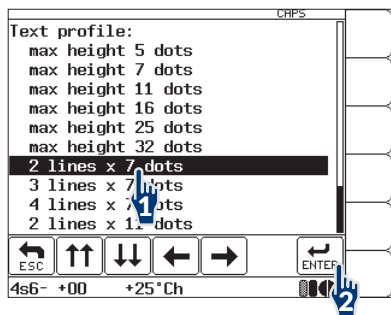 CAPS
Text profile:
max height 5 dots
max height 7 dots
max height 11 dots
max height 16 dots
max height 25 dots
max height 32 dots
2 lines x 7 dots
3 lines x 7 dots
4 lines x 7 dots
2 lines x 11 dots
1
ESC
ENTER
4s6- +00 +25°Ch
2